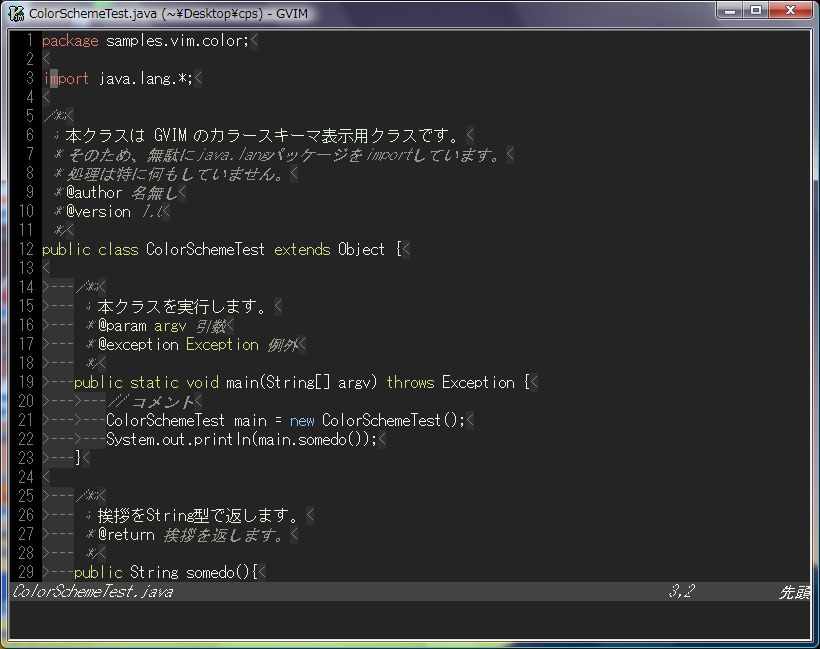 ColorSchemeTest.java (~¥Desktop¥cps) - GVIM
1 package samples.vim.color;<
2 <
3 import java.lang.*;<
4 <
5 /**<
6 * 本クラスは GVIM のカラースキーマ表示用クラスです。<
7 * そのため、無駄にjava.langパッケージをimportしています。<
8 * 処理は特に何もしていません。<
9 * @author 名無し<
10 * @version 1.1<
11 */<
12 public class ColorSchemeTest extends Object {<
13 <
14 >---/**<
15 >--- * 本クラスを実行します。<
16 >--- * @param argv 引数<
17 >--- * @exception Exception 例外<
18 >--- */<
19 >---public static void main(String[] argv) throws Exception {<
20 >--->---// コメント<
21 >--->---ColorSchemeTest main = new ColorSchemeTest();<
22 >--->---System.out.println(main.somedo());<
23 >---}<
24 <
25 >---/**<
26 >--- * 挨拶をString型で返します。<
27 >--- * @return 挨拶を返します。<
28 >--- */<
29 >---public String somedo(){<
ColorSchemeTest.java 3,2 先頭